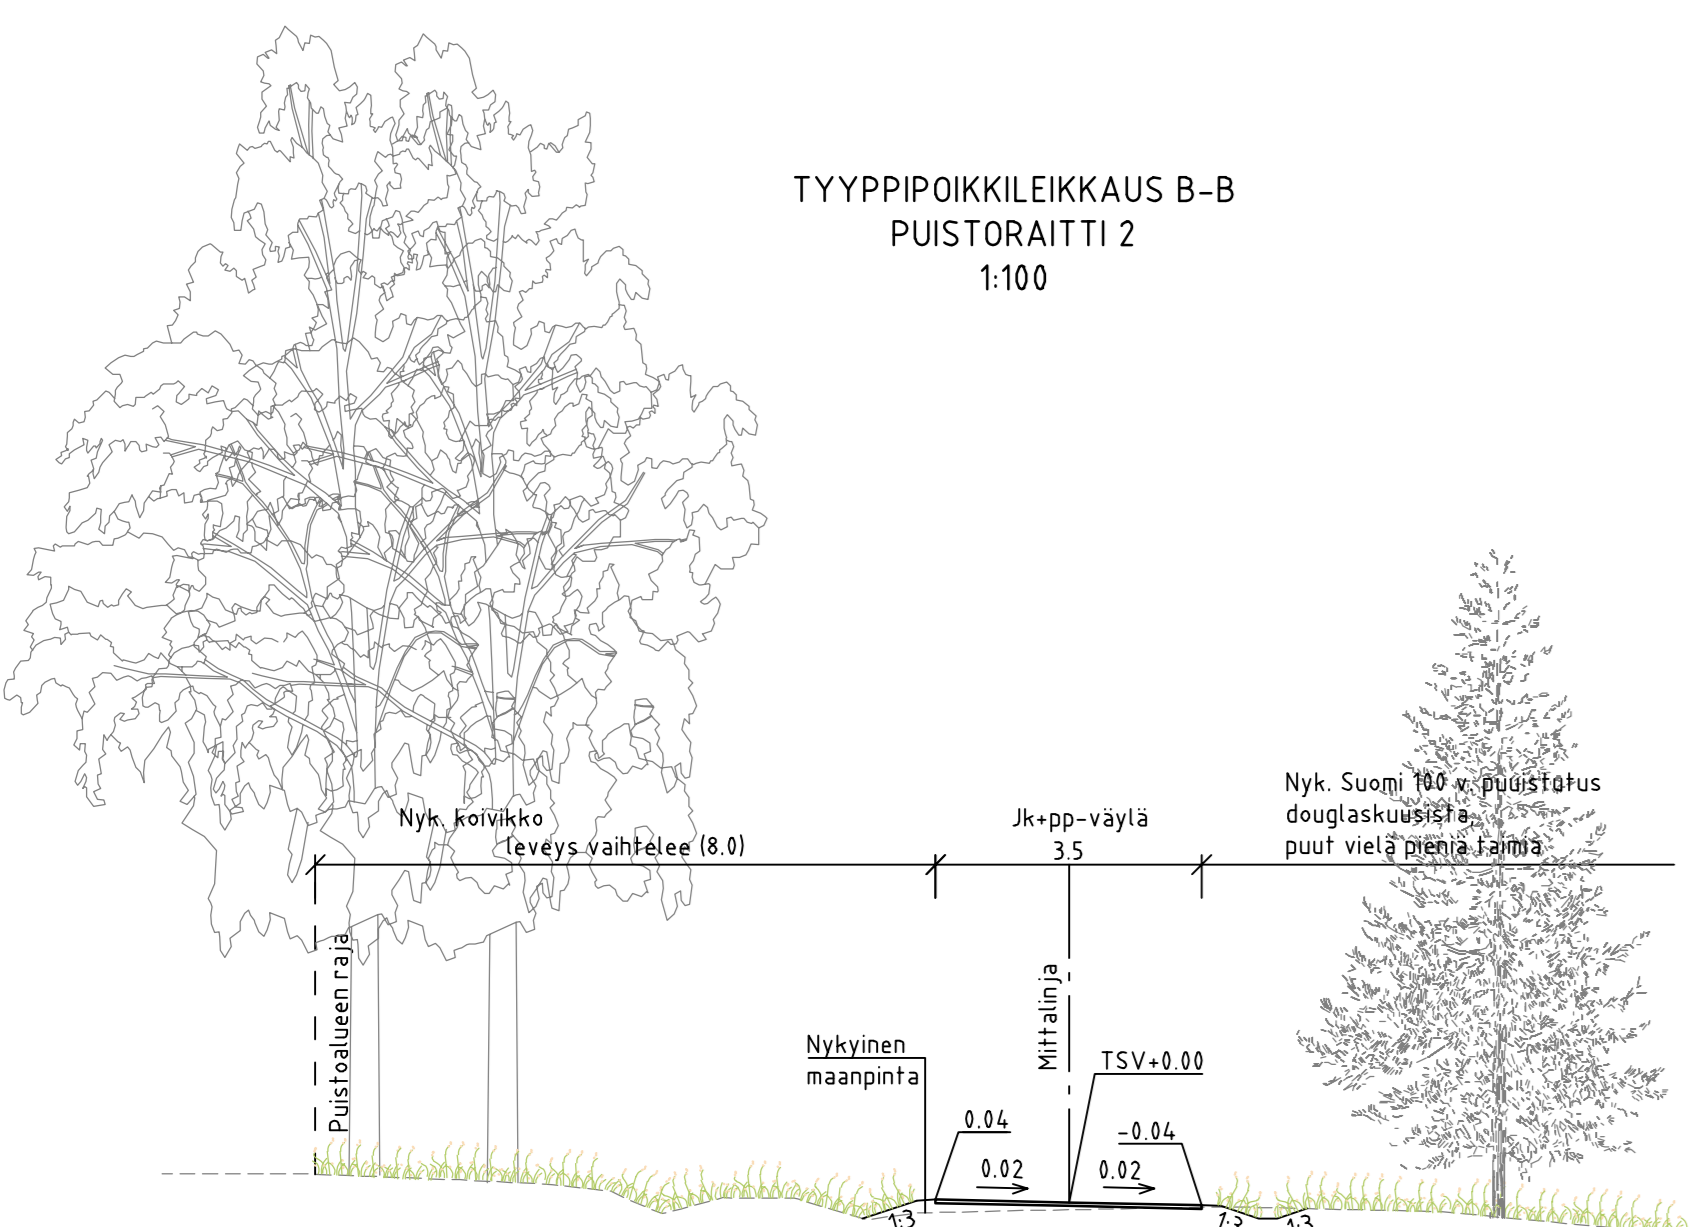 TYYPPIPOIKKILEIKKAUS B-B
PUISTORAITTI 2
1:100
Nyk. koivikko
leveys vaihtelee (8.0)
Jk+pp-väylä
3.5
Nyk. Suomi 100 v. puuistutus
douglaskuusista,
puut vielä pieniä taimia
Puistoalueen raja
Mittalinja
Nykyinen
maanpinta
TSV+0.00
0.04
-0.04
0.02
0.02
1:3
1:3
1:3